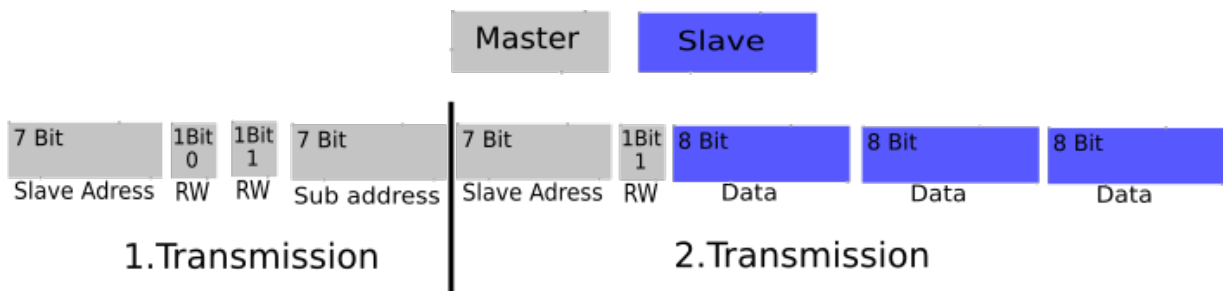 Master
Slave
7 Bit
1Bit
0
1Bit
1
7 Bit
7 Bit
1Bit
1
8 Bit
8 Bit
8 Bit
Slave Adress
RW
RW
Sub address
Slave Adress
RW
Data
Data
Data
1.Transmission
2.Transmission